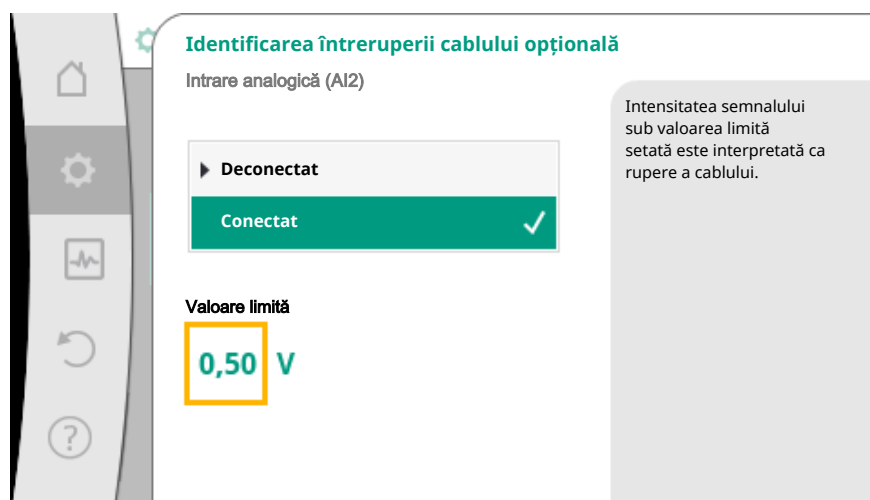 Identificarea întreruperii cablului opțională
Intrare analogică (AI2)
Intensitatea semnalului
sub valoarea limită
setată este interpretată ca
rupere a cablului.
Deconectat
Conectat
Valoare limită
0,50 V
?